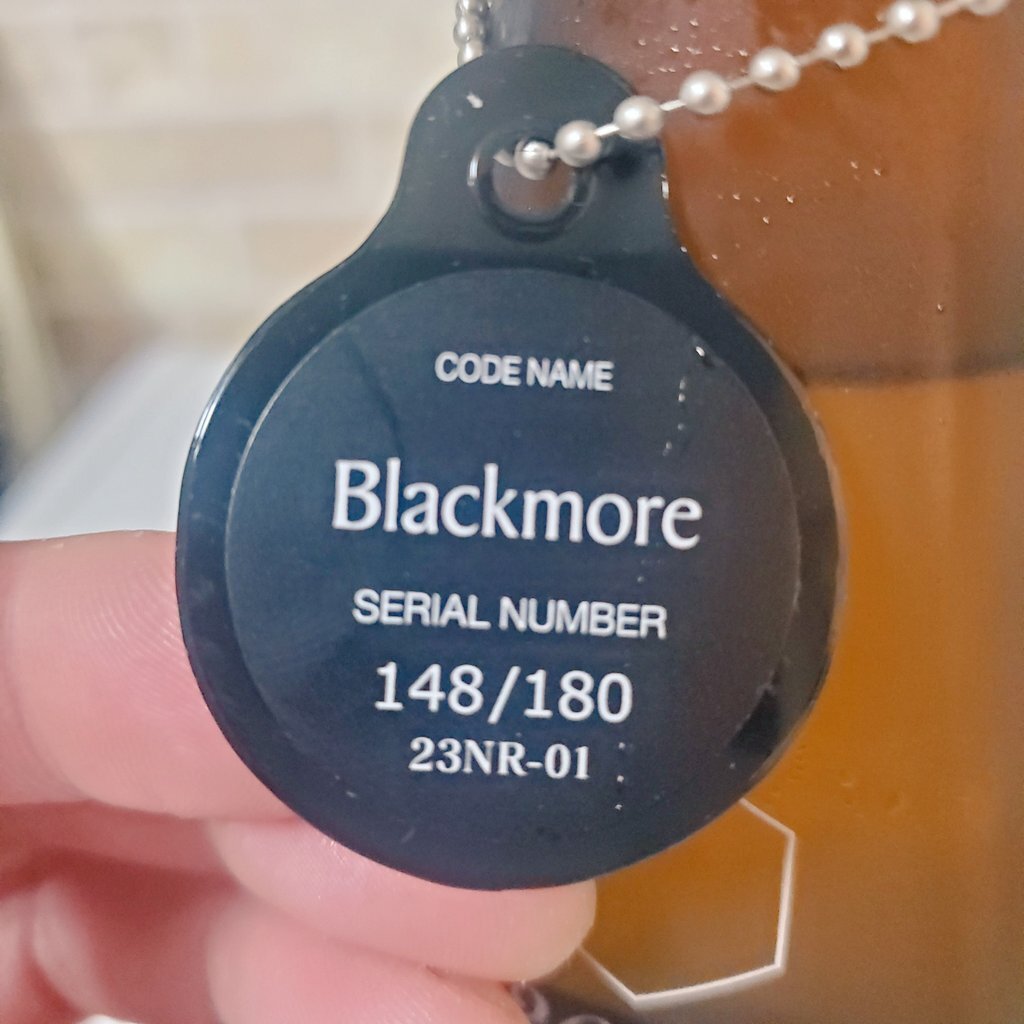 CODE NAME
Blackmore
SERIAL NUMBER
148/180
23NR-01